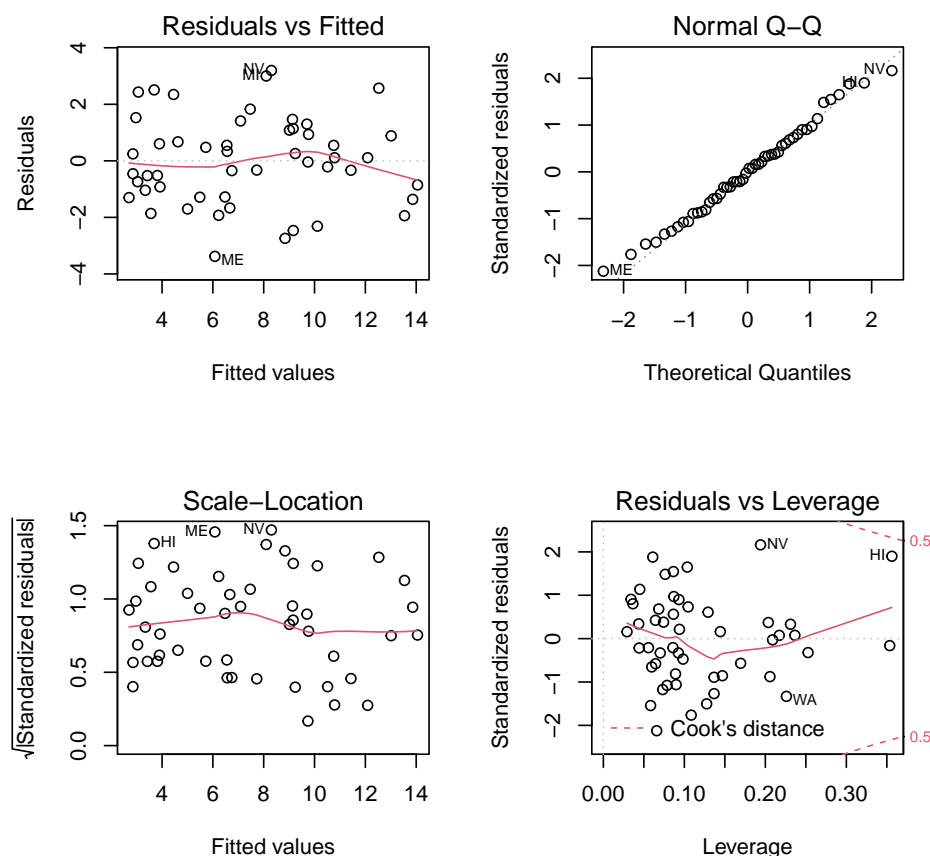 Residuals vs Fitted
Residuals
4
2
0
−2
−4
NV
MI
ME
4 6 8 10 12 14
Fitted values
Normal Q−Q
Standardized residuals
2
1
0
−1
−2
NV
HI
ME
−2 −1 0 1 2
Theoretical Quantiles
Scale−Location
√|Standardized residuals|
1.5
1.0
0.5
0.0
HI
ME
NV
4 6 8 10 12 14
Fitted values
Residuals vs Leverage
Standardized residuals
2
1
0
−1
−2
NV
HI
WA
0.5
0.5
Cook's distance
0.00 0.10 0.20 0.30
Leverage